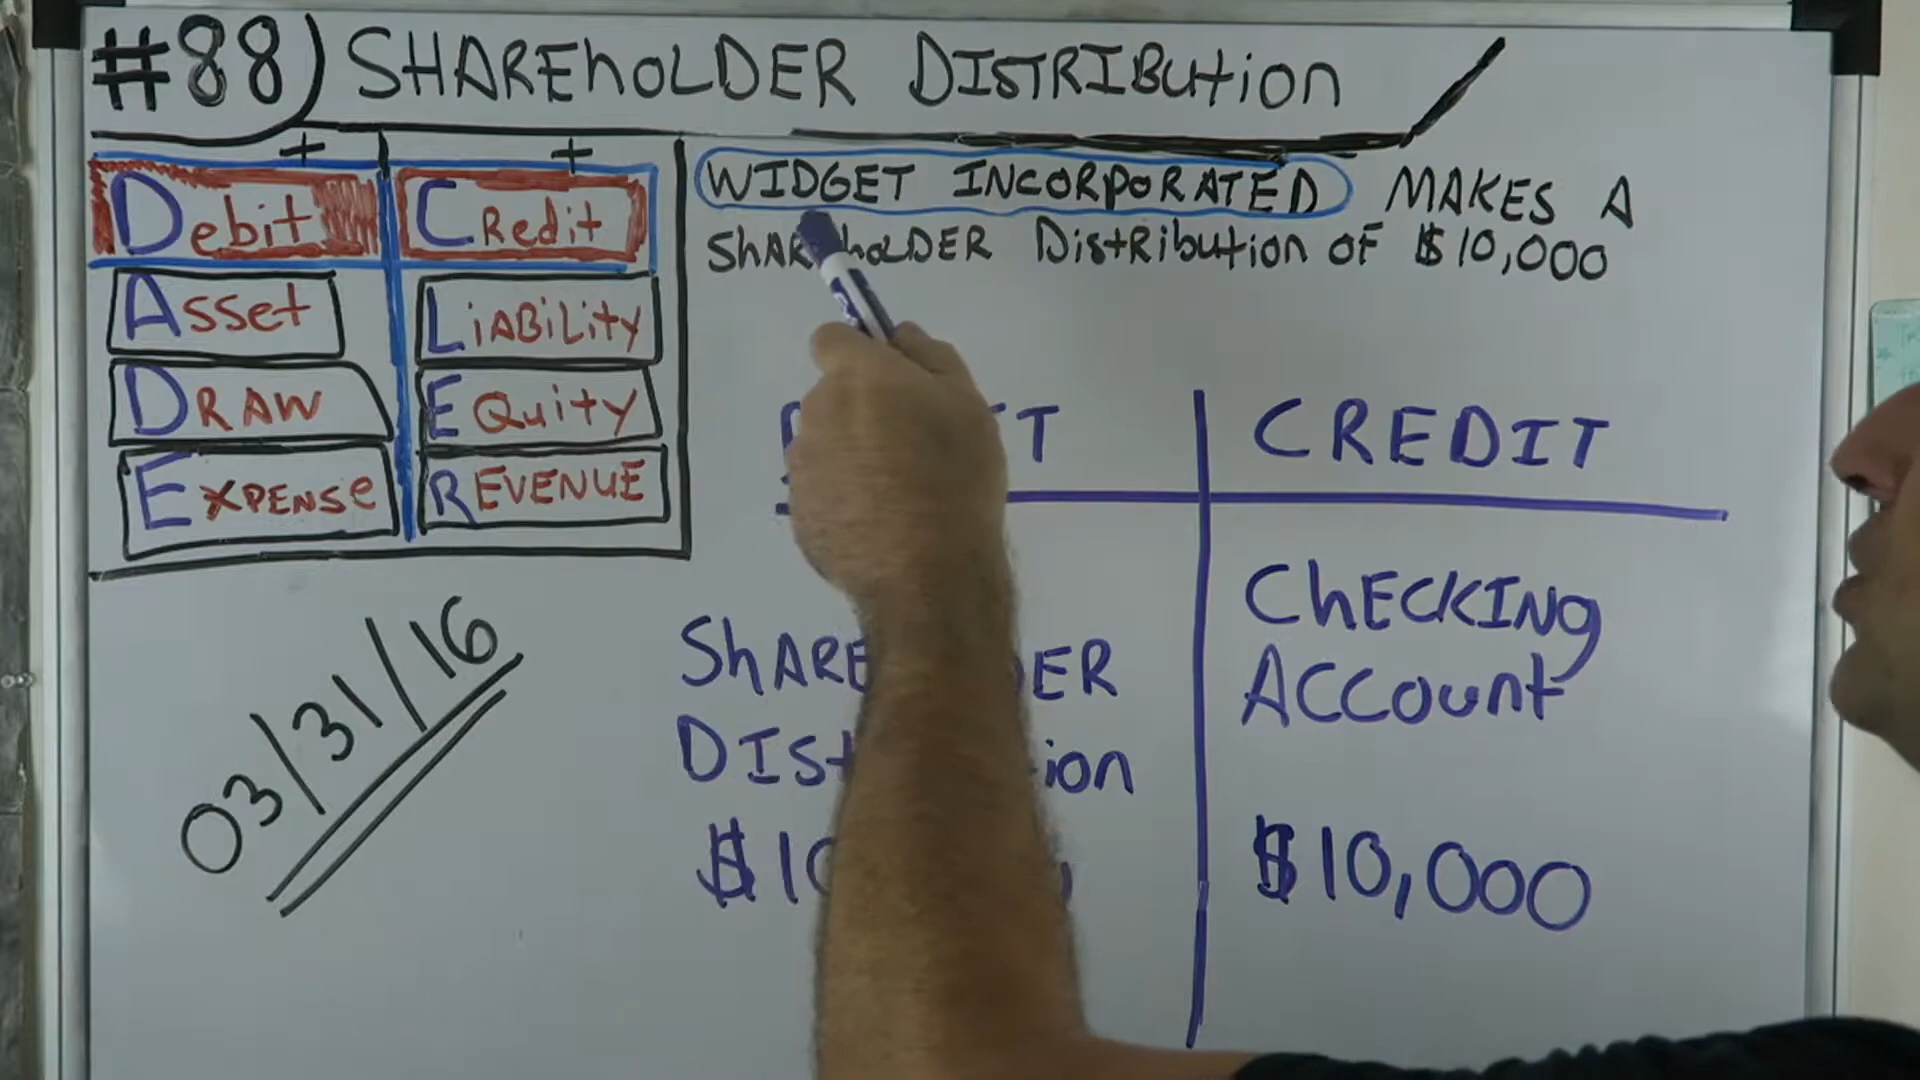 #88) SHAREhoLDER DISTRIBution
+ +
Debit CRedit
Asset LiABiLity
DRAW EQuity
ExPENSe REVENUE
WIDGET INCORPORATED MAKES A
DistRibution OF $10,000
CREDIT
ChECKINg
ACCount
$10,000
03/31/16